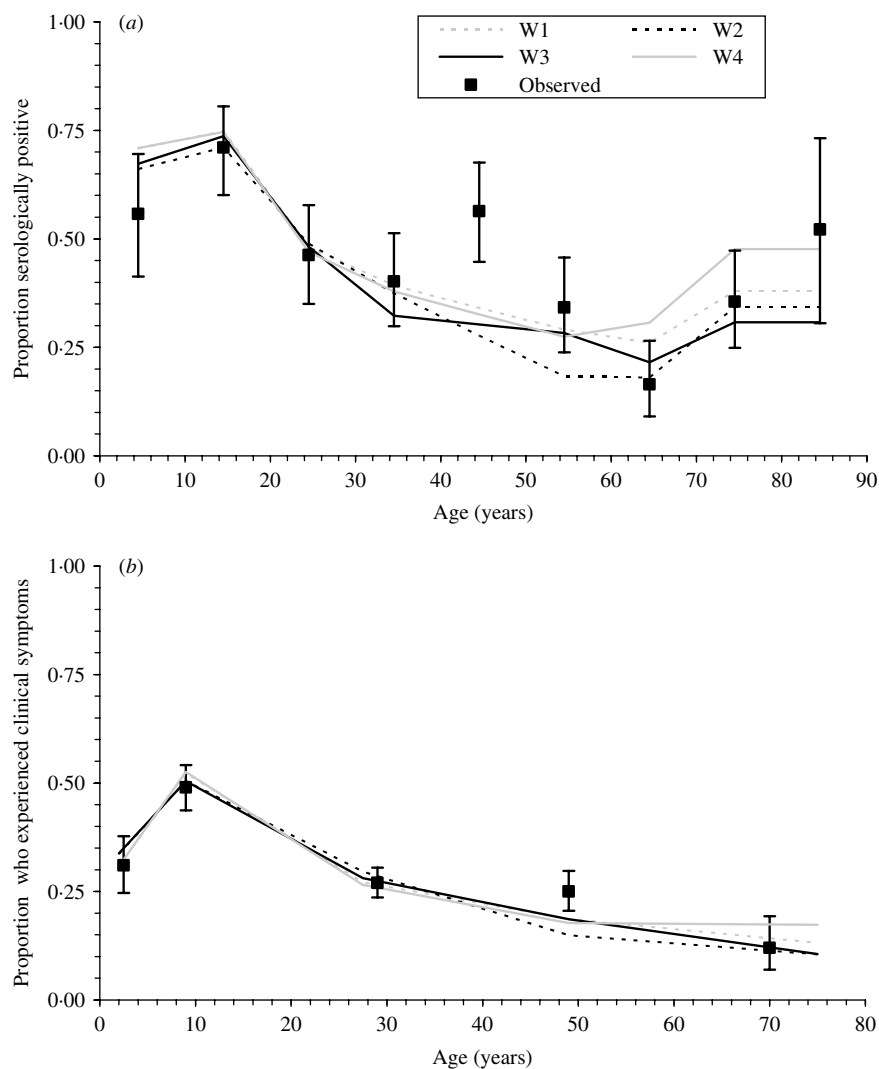 (a)
W1 W2
W3 W4
Observed
Proportion serologically positive
1·00
0·75
0·50
0·25
0·00
0 10 20 30 40 50 60 70 80 90
Age (years)
(b)
Proportion who experienced clinical symptoms
1·00
0·75
0·50
0·25
0·00
0 10 20 30 40 50 60 70 80
Age (years)